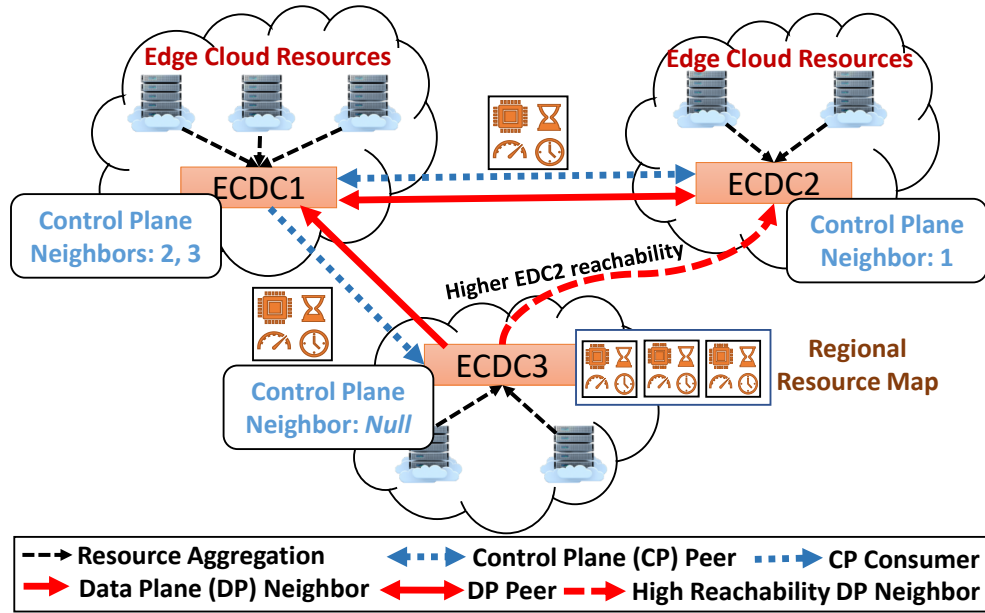 Edge Cloud Resources
Edge Cloud Resources
ECDC1
ECDC2
Control Plane
Neighbors: 2, 3
Control Plane
Neighbor: 1
Higher EDC2 reachability
ECDC3
Regional
Resource Map
Control Plane
Neighbor: Null
Resource Aggregation
Control Plane (CP) Peer
CP Consumer
Data Plane (DP) Neighbor
DP Peer
High Reachability DP Neighbor